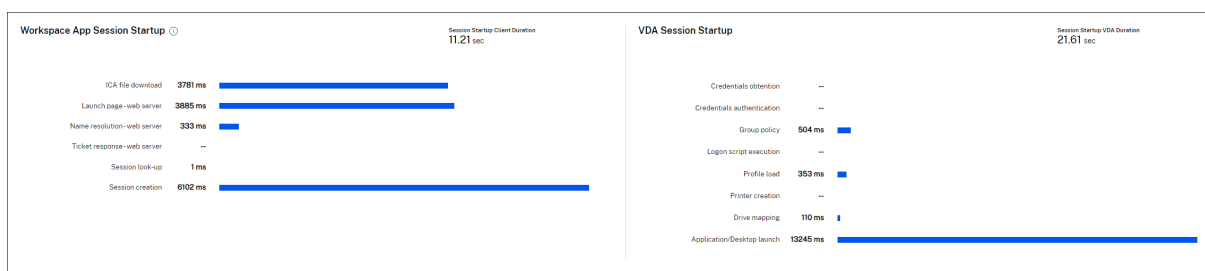 Workspace App Session Startup
Session Startup Client Duration
11.21 sec
ICA file download 3781 ms
Launch page - web server 3885 ms
Name resolution - web server 333 ms
Ticket response - web server --
Session look-up 1 ms
Session creation 6102 ms
VDA Session Startup
Session Startup VDA Duration
21.61 sec
Credentials obtention --
Credentials authentication --
Group policy 504 ms
Logon script execution --
Profile load 353 ms
Printer creation --
Drive mapping 110 ms
Application/Desktop launch 13245 ms